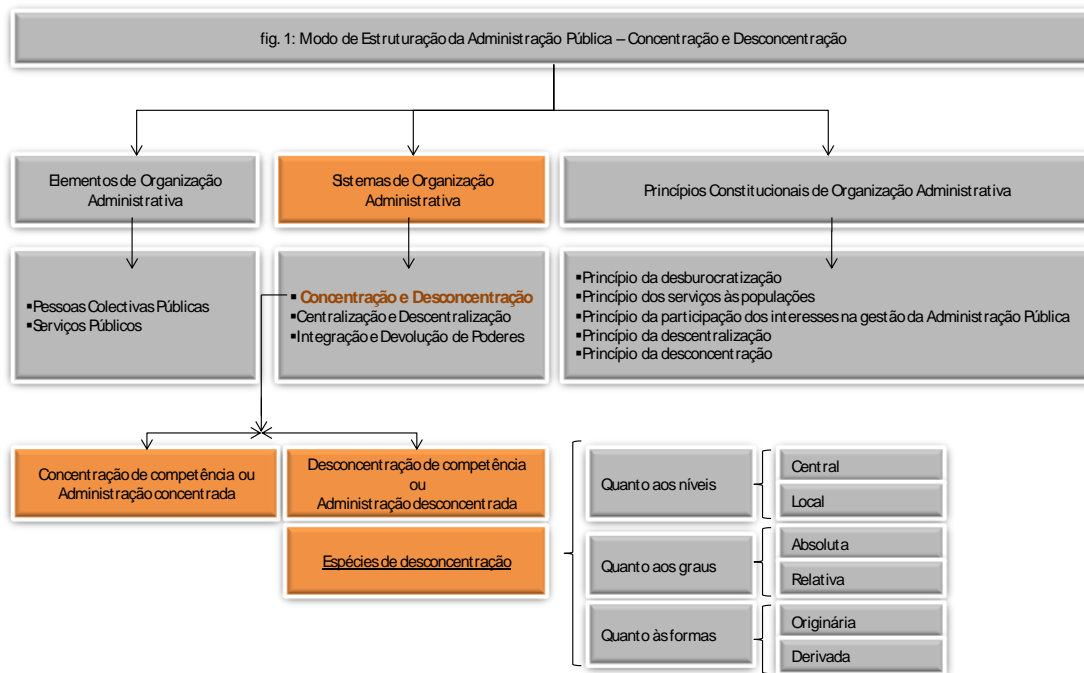 fig. 1: Modo de Estruturação da Administração Pública – Concentração e Desconcentração
Elementos de Organização
Administrativa
Sistemas de Organização
Administrativa
Princípios Constitucionais de Organização Administrativa
▪Pessoas Colectivas Públicas
▪Serviços Públicos
▪ Concentração e Desconcentração
▪Centralização e Descentralização
▪Integração e Devolução de Poderes
▪Princípio da desburocratização
▪Princípio dos serviços às populações
▪Princípio da participação dos interesses na gestão da Administração Pública
▪Princípio da descentralização
▪Princípio da desconcentração
Concentração de competência ou
Administração concentrada
Desconcentração de competência
ou
Administração desconcentrada
Espécies de desconcentração
Quanto aos níveis
Central
Local
Quanto aos graus
Absoluta
Relativa
Quanto às formas
Originária
Derivada